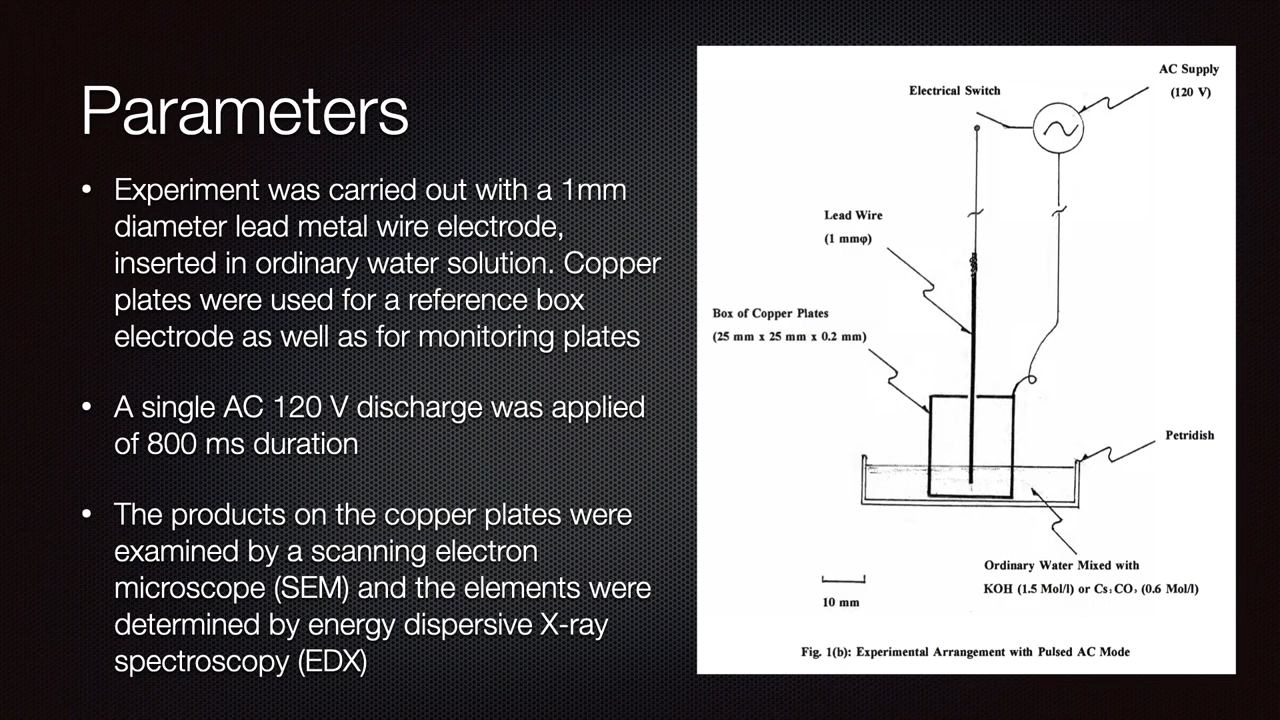 Parameters
• Experiment was carried out with a 1mm
diameter lead metal wire electrode,
inserted in ordinary water solution. Copper
plates were used for a reference box
electrode as well as for monitoring plates
• A single AC 120 V discharge was applied
of 800 ms duration
• The products on the copper plates were
examined by a scanning electron
microscope (SEM) and the elements were
determined by energy dispersive X-ray
spectroscopy (EDX)
AC Supply
(120 V)
Electrical Switch
Lead Wire
(1 mmφ)
Box of Copper Plates
(25 mm x 25 mm x 0.2 mm)
Petridish
Ordinary Water Mixed with
KOH (1.5 Mol/l) or Cs₂CO₃ (0.6 Mol/l)
10 mm
Fig. 1(b): Experimental Arrangement with Pulsed AC Mode